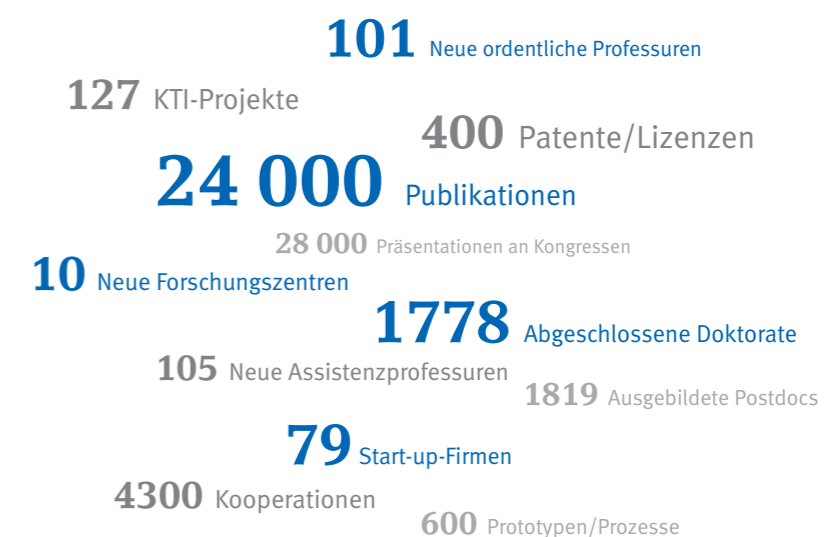 101 Neue ordentliche Professuren
127 KTI-Projekte
400 Patente/Lizenzen
24 000 Publikationen
28 000 Präsentationen an Kongressen
10 Neue Forschungszentren
1778 Abgeschlossene Doktorate
105 Neue Assistenzprofessuren
1819 Ausgebildete Postdocs
79 Start-up-Firmen
4300 Kooperationen
600 Prototypen/Prozesse